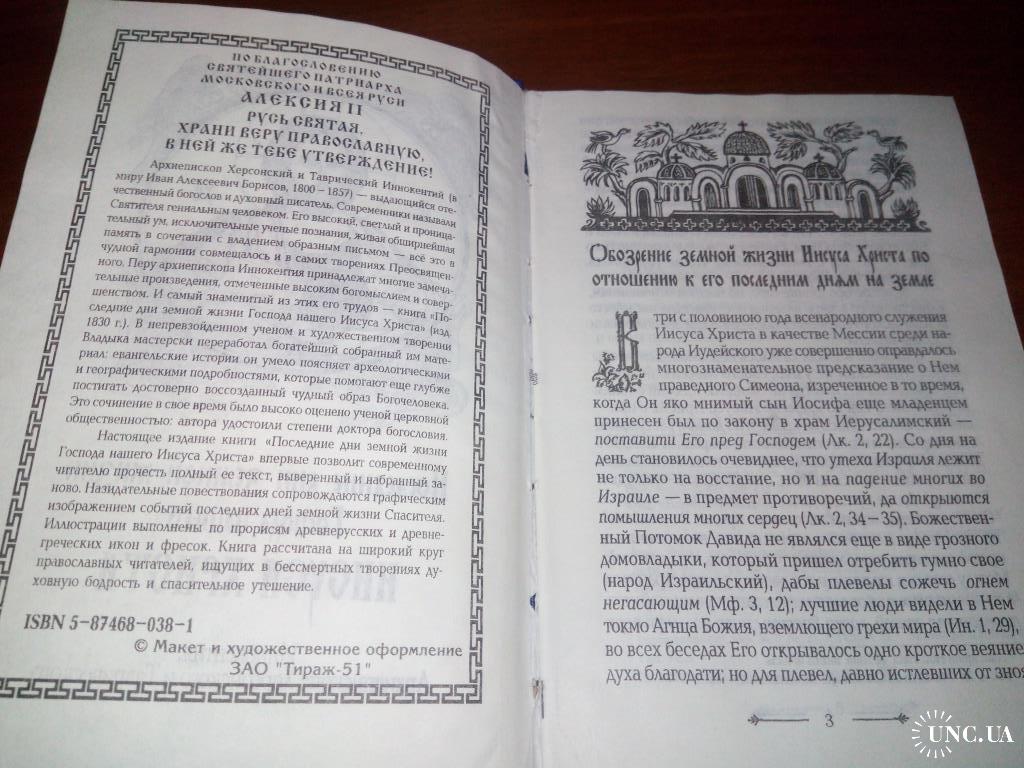 ПО БЛАГОСЛОВЕНИЮ
СВЯТЕЙШЕГО ПАТРИАРХА
МОСКОВСКОГО И ВСЕЯ РУСИ
АЛЕКСИЯ II
РУСЬ СВЯТАЯ,
ХРАНИ ВЕРУ ПРАВОСЛАВНУЮ,
В НЕЙ ЖЕ ТЕБЕ УТВЕРЖДЕНИЕ!
Архиепископ Херсонский и Таврический Иннокентий (в
миру Иван Алексеевич Борисов, 1800 – 1857) — выдающийся оте-
чественный богослов и духовный писатель. Современники называли
Святителя гениальным человеком. Его высокий, светлый и проница-
тельный ум, исключительные ученые познания, живая обширнейшая
память в сочетании с владением образным письмом — всё это в
чудной гармонии совмещалось и в самих творениях Преосвящен-
ного. Перу архиепископа Иннокентия принадлежат многие замеча-
тельные произведения, отмеченные высоким богомыслием и совер-
шенством. И самый знаменитый из этих его трудов — книга «По-
следние дни земной жизни Господа нашего Иисуса Христа» (изд.
1830 г.). В непревзойденном ученом и художественном творении
Владыка мастерски переработал богатейший собранный им мате-
риал: евангельские истории он умело поясняет археологическими
и географическими подробностями, которые помогают еще глубже
постигать достоверно воссозданный чудный образ Богочеловека.
Это сочинение в свое время было высоко оценено ученой церковной
общественностью: автора удостоили степени доктора богословия.
Настоящее издание книги «Последние дни земной жизни
Господа нашего Иисуса Христа» впервые позволит современному
читателю прочесть полный ее текст, выверенный и набранный за-
ново. Назидательные повествования сопровождаются графическим
изображением событий последних дней земной жизни Спасителя.
Иллюстрации выполнены по прорисям древнерусских и древне-
греческих икон и фресок. Книга рассчитана на широкий круг
православных читателей, ищущих в бессмертных творениях ду-
ховную бодрость и спасительное утешение.
ISBN 5-87468-038-1
© Макет и художественное оформление
ЗАО "Тираж-51"
Обозрение земной жизни Иисуса Христа по
отношению к его последним дням на земле
В три с половиною года всенародного служения
Иисуса Христа в качестве Мессии среди на-
рода Иудейского уже совершенно оправдалось
многознаменательное предсказание о Нем
праведного Симеона, изреченное в то время,
когда Он яко мнимый сын Иосифа еще младенцем
принесен был по закону в храм Иерусалимский —
поставити Его пред Господем (Лк. 2, 22). Со дня на
день становилось очевиднее, что утеха Израиля лежит
не только на восстание, но и на падение многих во
Израиле — в предмет противоречий, да открыются
помышления многих сердец (Лк. 2, 34—35). Божествен-
ный Потомок Давида не являлся еще в виде грозного
домовладыки, который пришел отребить гумно свое
(народ Израильский), дабы плевелы сожечь огнем
негасающим (Мф. 3, 12); лучшие люди видели в Нем
токмо Агнца Божия, вземлющего грехи мира (Ин. 1, 29),
во всех беседах Его открывалось одно кроткое веяние
духа благодати; но для плевел, давно истлевших от зноя
3
UNC.UA